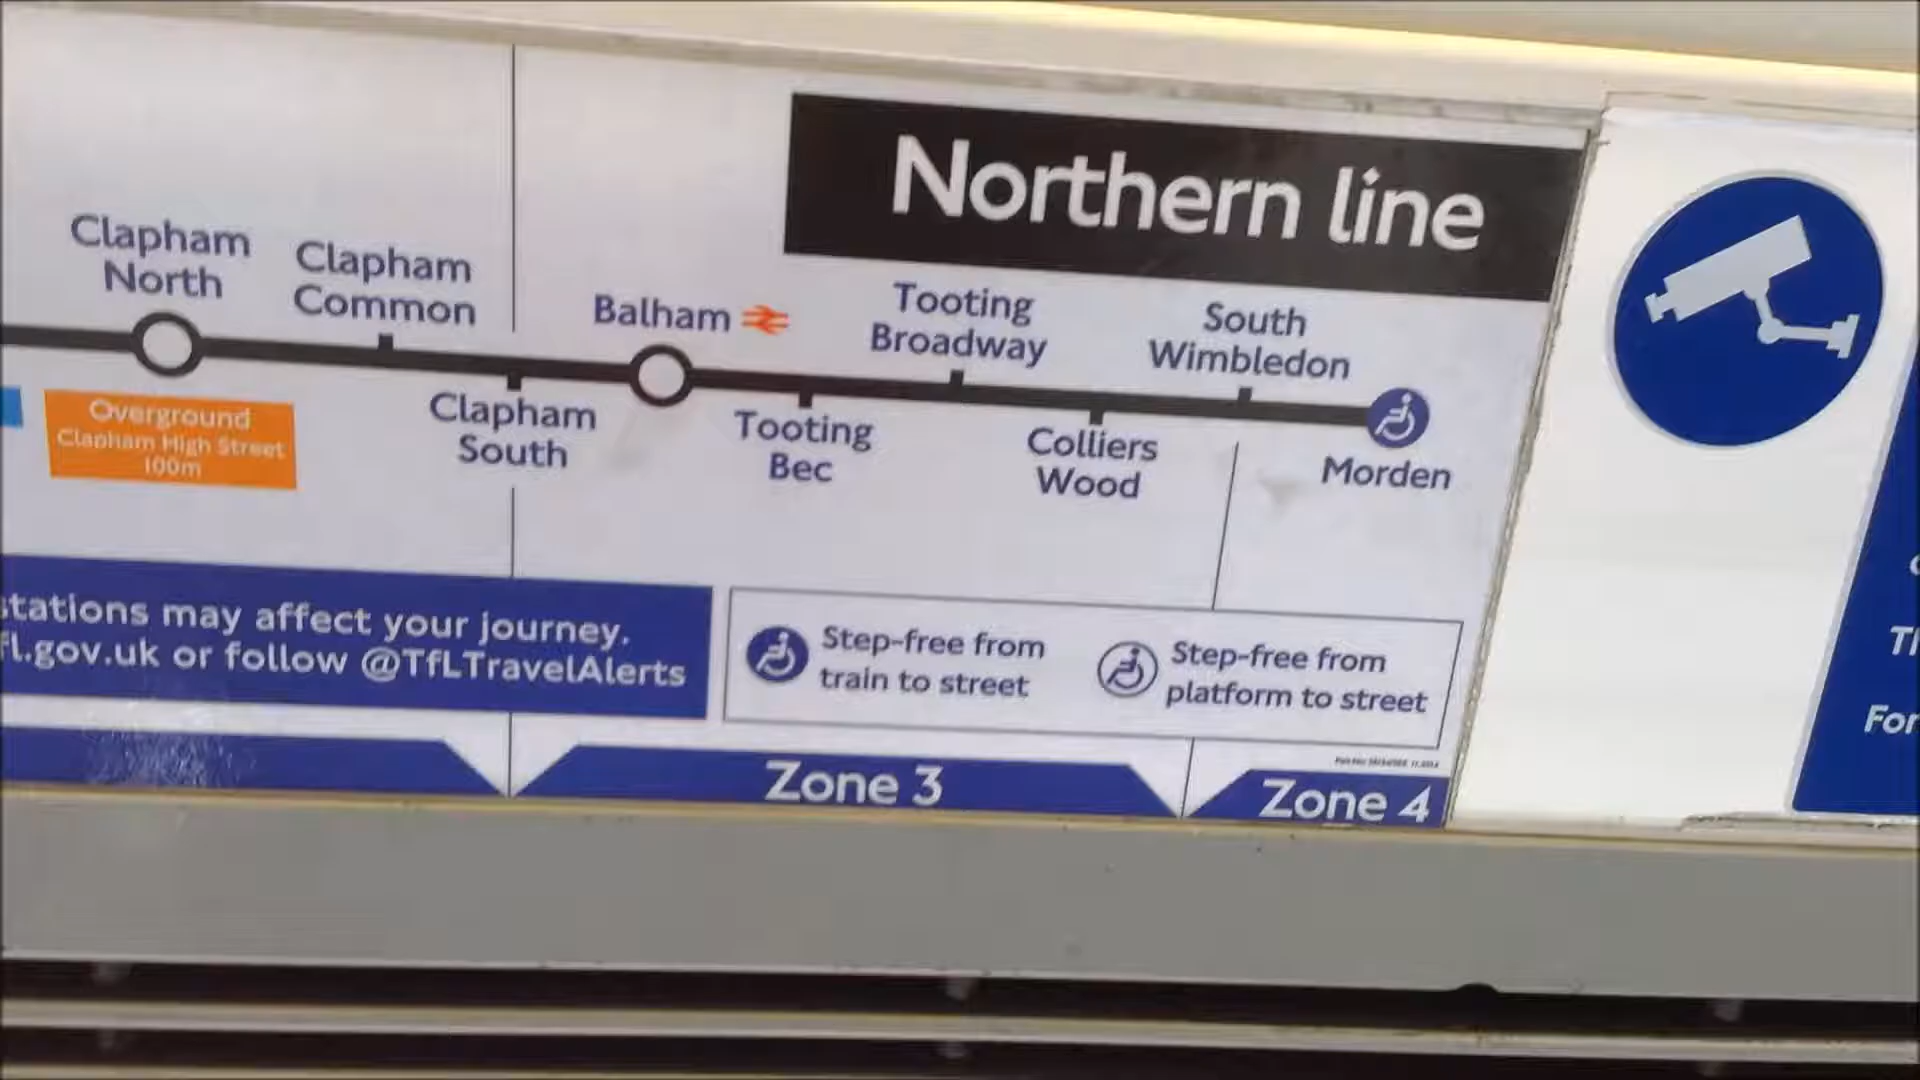 Northern line
Clapham
North
Clapham
Common
Balham
Tooting
Broadway
South
Wimbledon
Overground
Clapham High Street
100m
Clapham
South
Tooting
Bec
Colliers
Wood
Morden
stations may affect your journey.
fl.gov.uk or follow @TfLTravelAlerts
Step-free from
train to street
Step-free from
platform to street
Zone 3
Zone 4
For